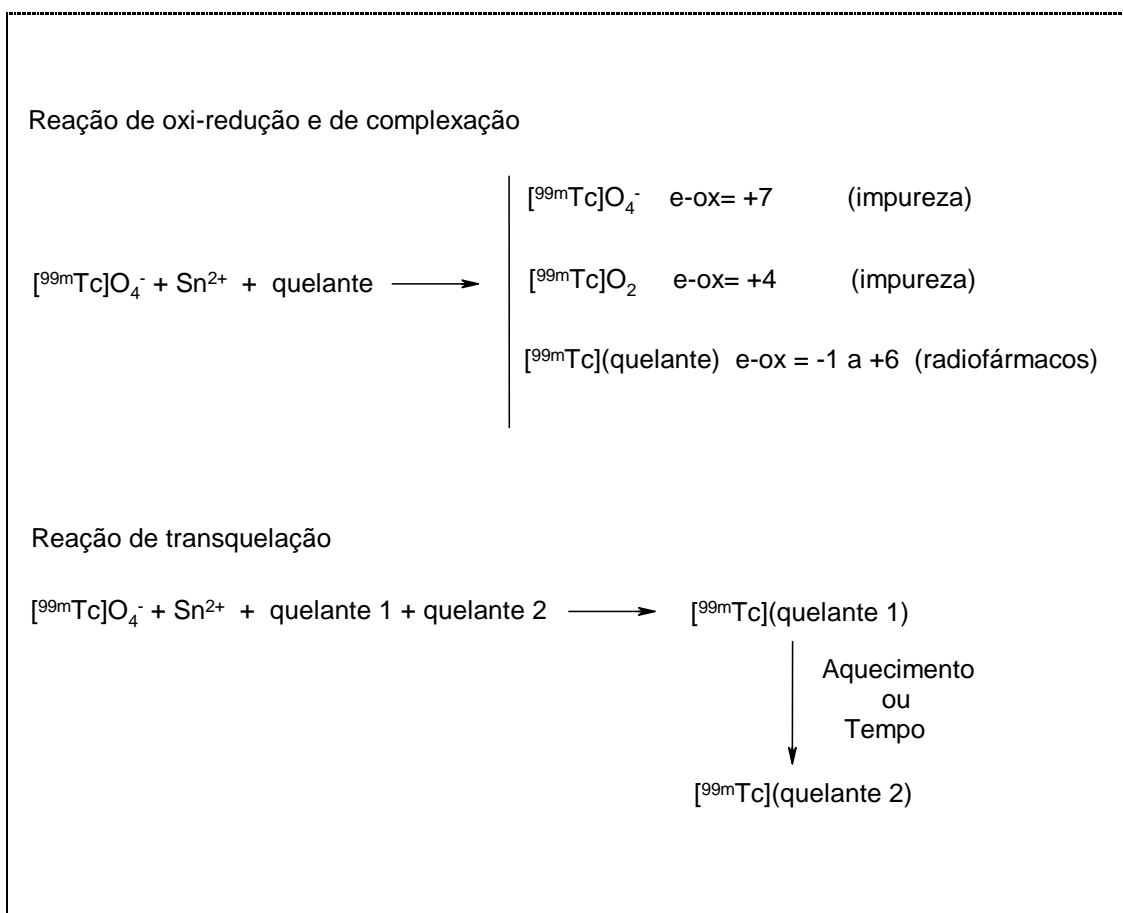 Reação de oxi-redução e de complexação
[⁹⁹ᵐTc]O₄⁻ e-ox= +7 (impureza)
[⁹⁹ᵐTc]O₄⁻ + Sn²⁺ + quelante
[⁹⁹ᵐTc]O₂ e-ox= +4 (impureza)
[⁹⁹ᵐTc](quelante) e-ox = -1 a +6 (radiofármacos)
Reação de transquelação
[⁹⁹ᵐTc]O₄⁻ + Sn²⁺ + quelante 1 + quelante 2
[⁹⁹ᵐTc](quelante 1)
Aquecimento
ou
Tempo
[⁹⁹ᵐTc](quelante 2)